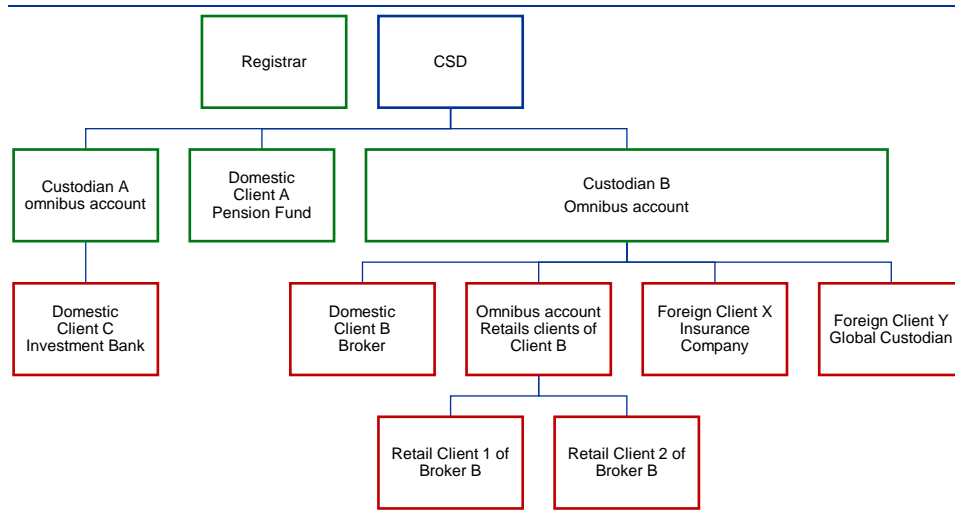 Registrar
CSD
Custodian A
omnibus account
Domestic
Client A
Pension Fund
Custodian B
Omnibus account
Domestic
Client C
Investment Bank
Domestic
Client B
Broker
Omnibus account
Retails clients of
Client B
Foreign Client X
Insurance
Company
Foreign Client Y
Global Custodian
Retail Client 1 of
Broker B
Retail Client 2 of
Broker B